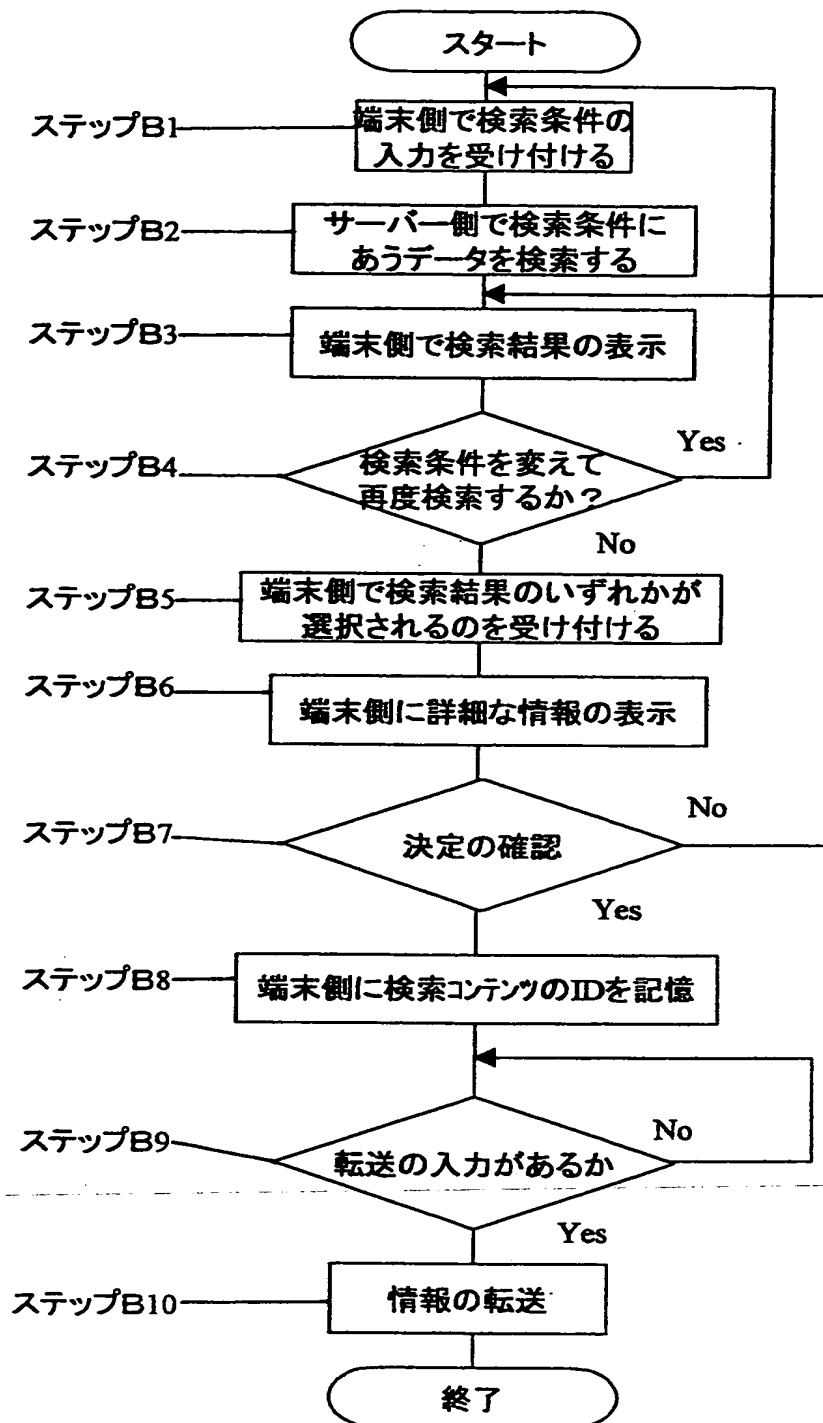 スタート
ステップB1
端末側で検索条件の
入力を受け付ける
ステップB2
サーバー側で検索条件に
あうデータを検索する
ステップB3
端末側で検索結果の表示
ステップB4
検索条件を変えて
再度検索するか?
Yes
No
ステップB5
端末側で検索結果のいずれかが
選択されるのを受け付ける
ステップB6
端末側に詳細な情報の表示
ステップB7
決定の確認
No
Yes
ステップB8
端末側に検索コンテンツのIDを記憶
ステップB9
転送の入力があるか
No
Yes
ステップB10
情報の転送
終了